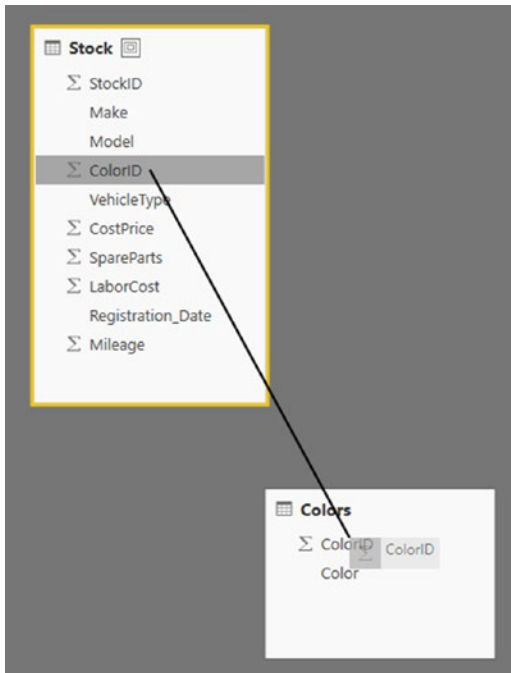 Stock
Σ StockID
Make
Model
Σ ColorID
VehicleType
Σ CostPrice
Σ SpareParts
Σ LaborCost
Registration_Date
Σ Mileage
Colors
Σ ColorID Σ ColorID
Color